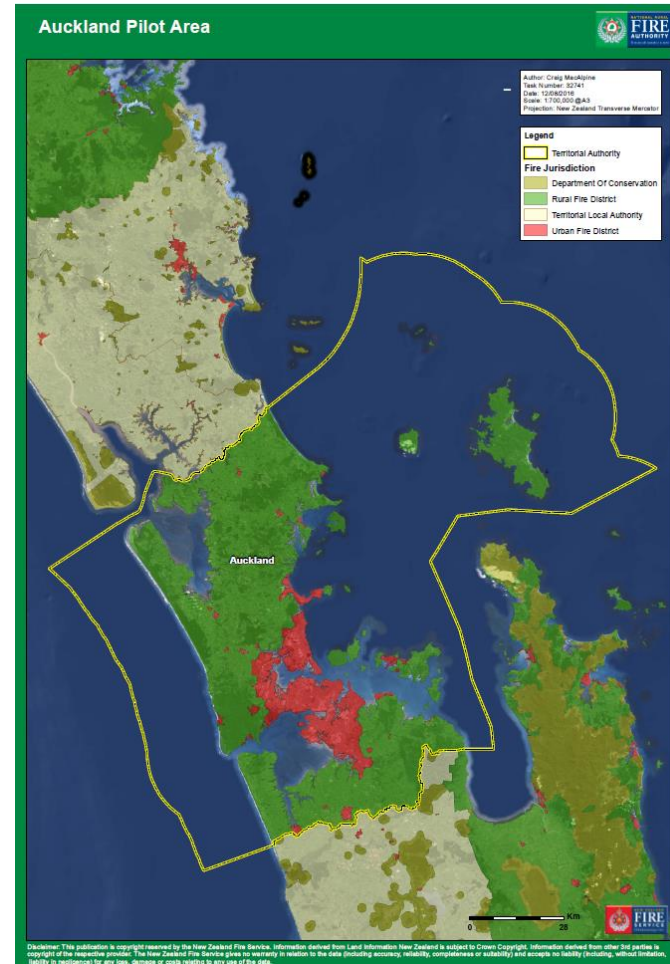 Auckland Pilot Area
NATIONAL RURAL
FIRE
AUTHORITY
Author: Craig MacAlpine
Task Number: 32741
Date: 12/08/2016
Scale: 1:700,000 @A3
Projection: New Zealand Transverse Mercator
Legend
Territorial Authority
Fire Jurisdiction
Department Of Conservation
Rural Fire District
Territorial Local Authority
Urban Fire District
Auckland
Km
0 28
NEW ZEALAND
FIRE
SERVICE
Disclaimer: This publication is copyright reserved by the New Zealand Fire Service. Information derived from Land Information New Zealand is subject to Crown Copyright. Information derived from other 3rd parties is
copyright of the respective provider. The New Zealand Fire Service gives no warranty in relation to the data (including accuracy, reliability, completeness or suitability) and accepts no liability (including, without limitation,
liability in negligence) for any loss, damage or costs relating to any use of the data.